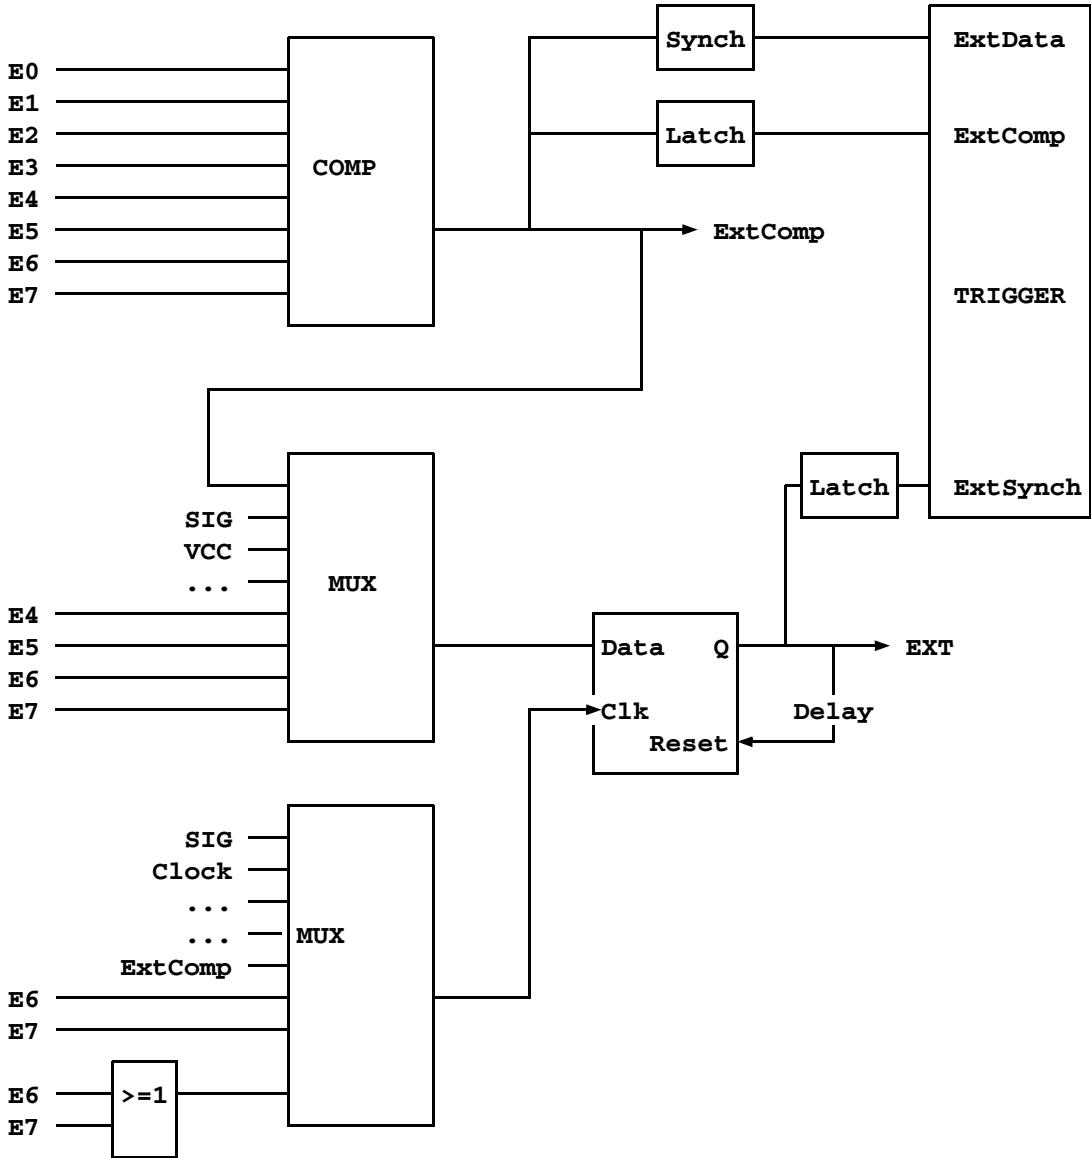 Synch ExtData
E0
E1
E2 Latch ExtComp
E3 COMP
E4
E5 ExtComp
E6
E7 TRIGGER
Latch ExtSynch
SIG
VCC
... MUX
E4
E5 Data Q EXT
E6
E7 Clk Delay
Reset
SIG
Clock
...
... MUX
ExtComp
E6
E7
E6 >=1
E7